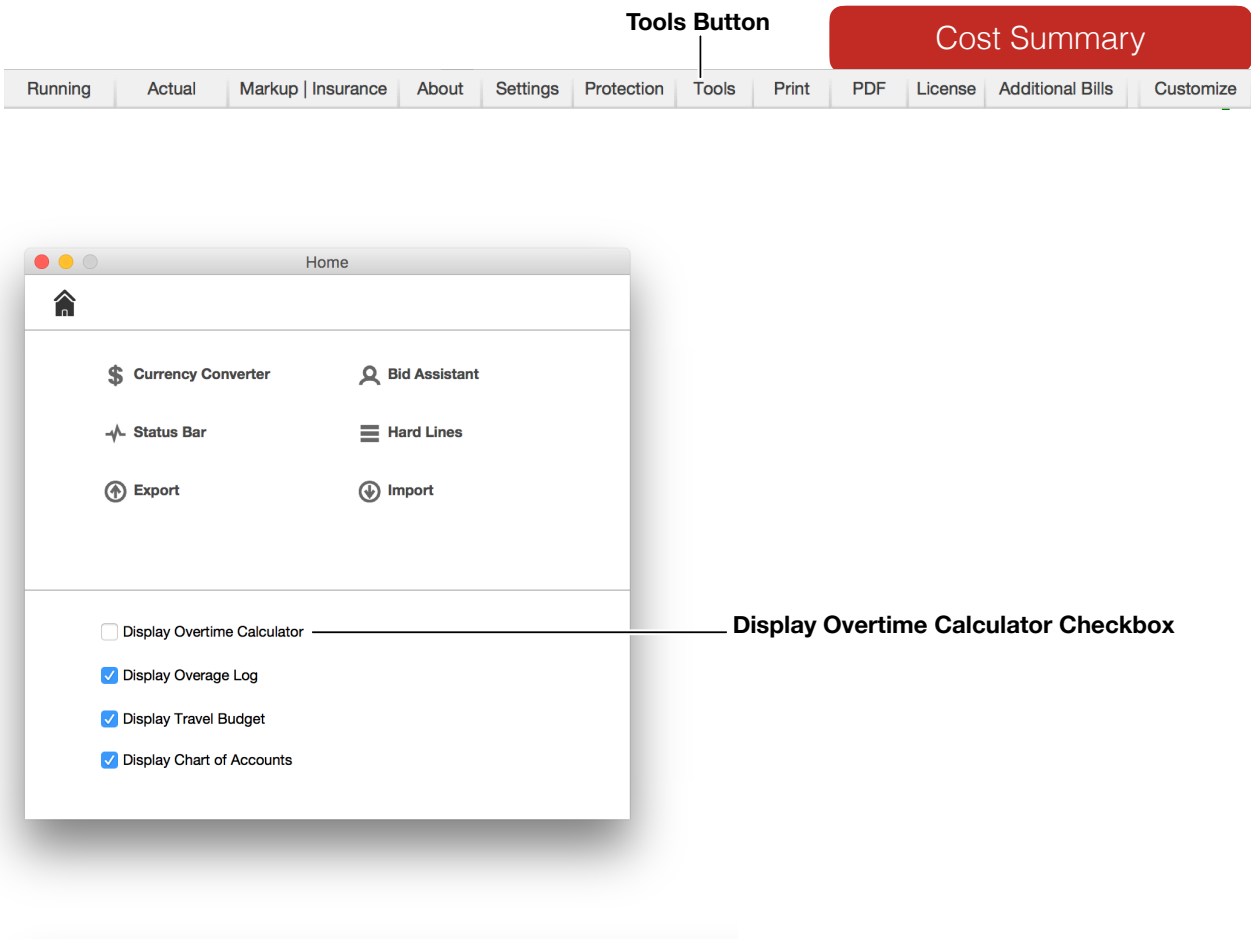 Tools Button
Cost Summary
Running Actual Markup | Insurance About Settings Protection Tools Print PDF License Additional Bills Customize
Home
$ Currency Converter Bid Assistant
Status Bar Hard Lines
Export Import
Display Overtime Calculator Display Overtime Calculator Checkbox
Display Overage Log
Display Travel Budget
Display Chart of Accounts